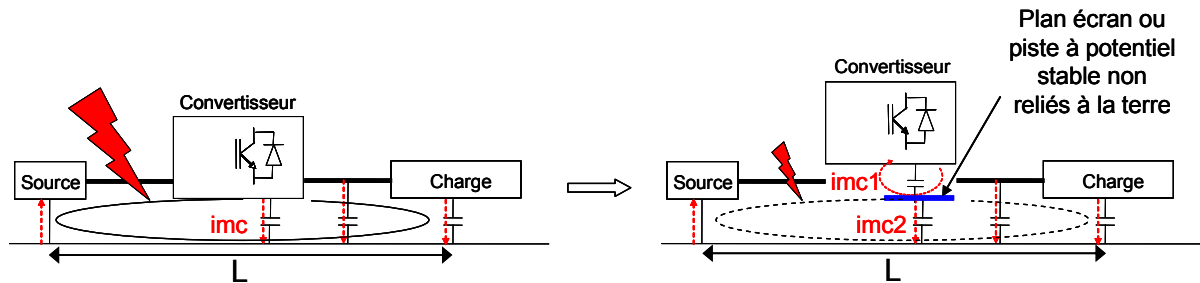 Convertisseur
Source
Charge
imc
L
Plan écran ou
piste à potentiel
stable non
reliés à la terre
Convertisseur
Source
imc1
Charge
imc2
L